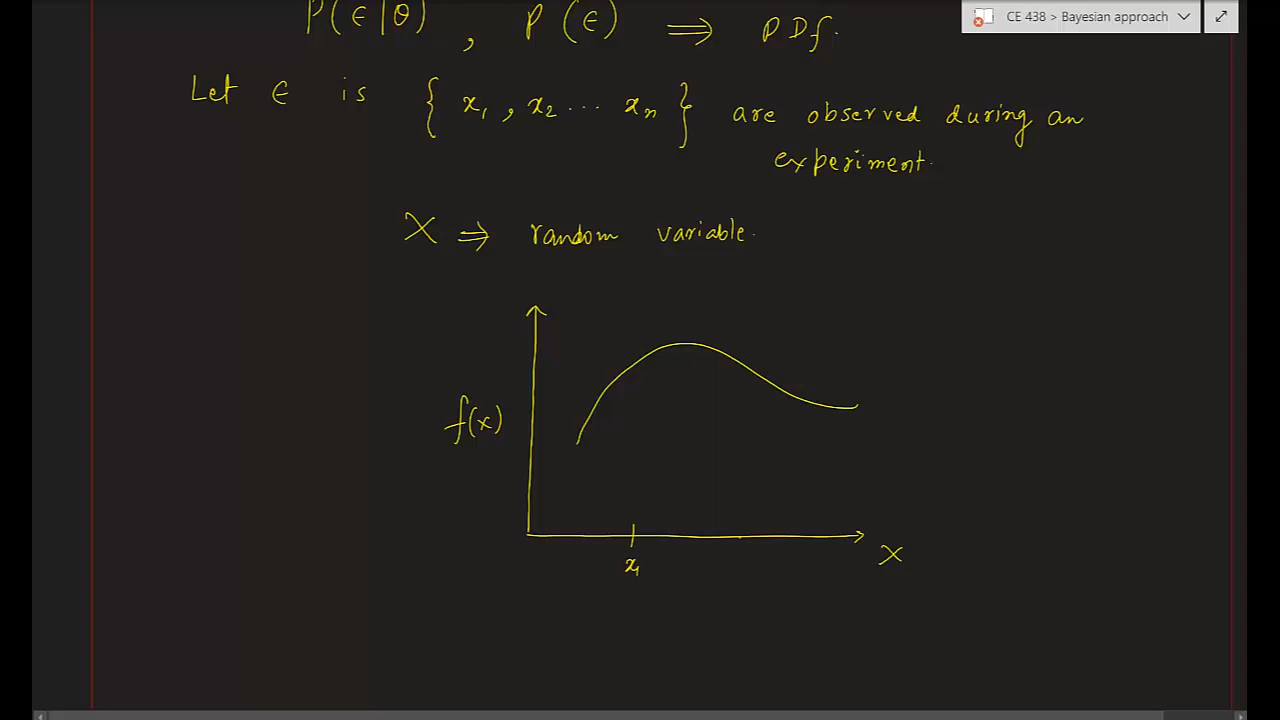 P(ϵ|θ) , P(ϵ) ⟹ PDf.
CE 438 > Bayesian approach
Let ϵ is { x1 , x2 ... xn } are observed during an
experiment.
X ⇒ random variable.
f(x)
x1
X